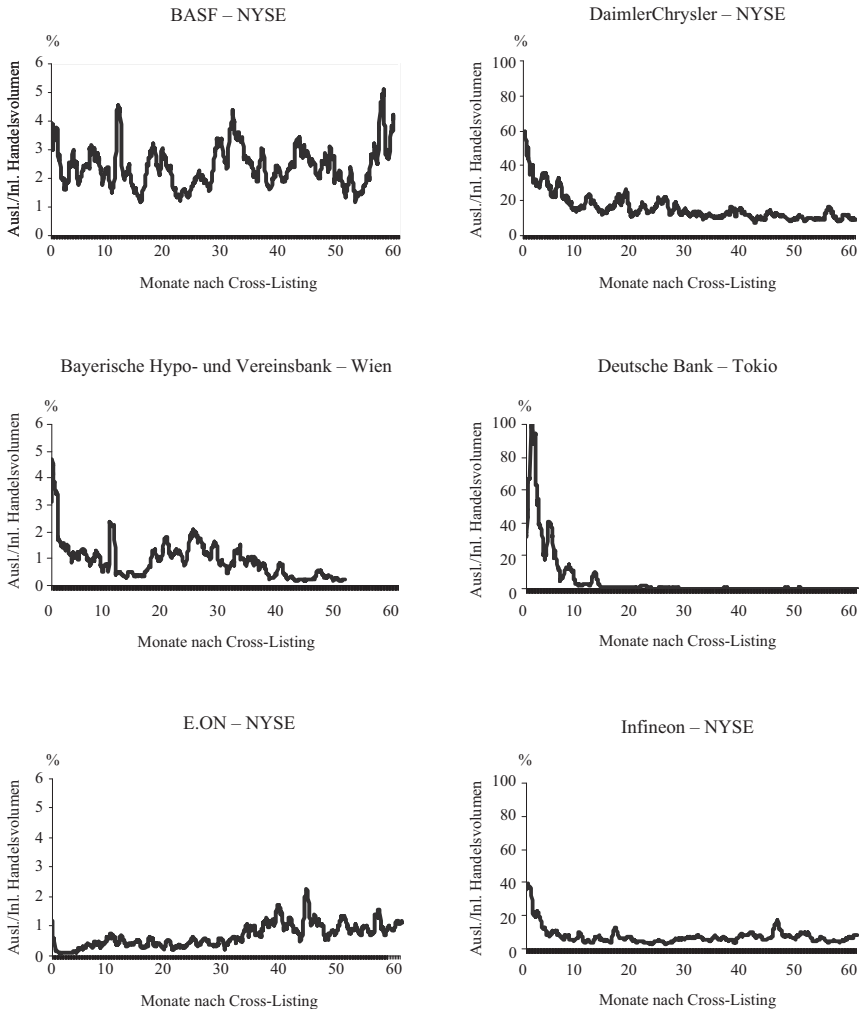 BASF – NYSE
%
Ausl./Inl. Handelsvolumen
6
5
4
3
2
1
0
0 10 20 30 40 50 60
Monate nach Cross-Listing
DaimlerChrysler – NYSE
%
Ausl./Inl. Handelsvolumen
100
80
60
40
20
0
0 10 20 30 40 50 60
Monate nach Cross-Listing
Bayerische Hypo- und Vereinsbank – Wien
%
Ausl./Inl. Handelsvolumen
6
5
4
3
2
1
0
0 10 20 30 40 50 60
Monate nach Cross-Listing
Deutsche Bank – Tokio
%
Ausl./Inl. Handelsvolumen
100
80
60
40
20
0
0 10 20 30 40 50 60
Monate nach Cross-Listing
E.ON – NYSE
%
Ausl./Inl. Handelsvolumen
6
5
4
3
2
1
0
0 10 20 30 40 50 60
Monate nach Cross-Listing
Infineon – NYSE
%
Ausl./Inl. Handelsvolumen
100
80
60
40
20
0
0 10 20 30 40 50 60
Monate nach Cross-Listing